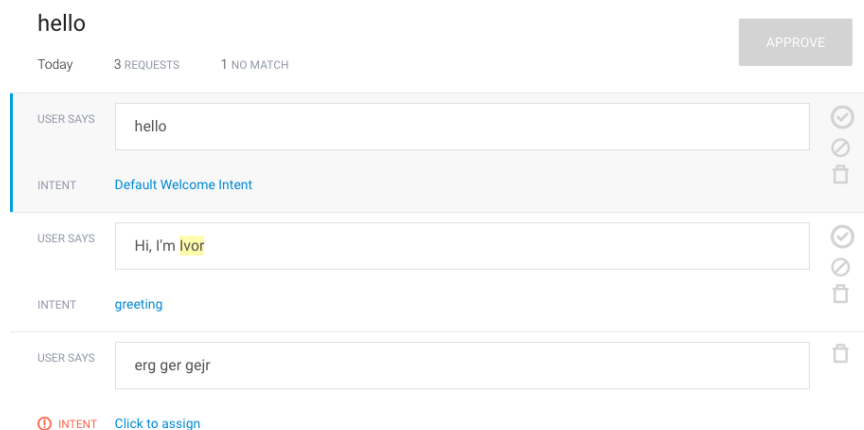 hello
APPROVE
Today 3 REQUESTS 1 NO MATCH
USER SAYS hello
INTENT Default Welcome Intent
USER SAYS Hi, I'm Ivor
INTENT greeting
USER SAYS erg ger gejr
INTENT Click to assign